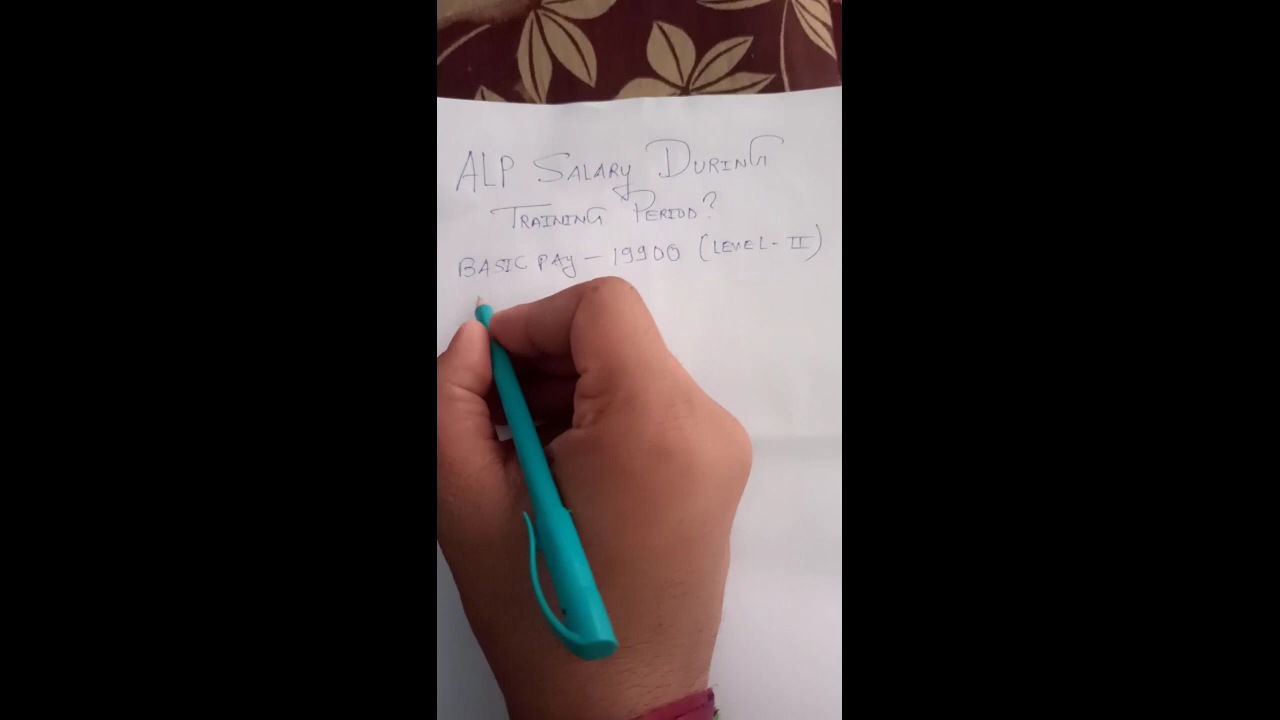 ALP SALARY DURING
TRAINING PERIOD?
BASIC PAY - 19900 (LEVEL - II)